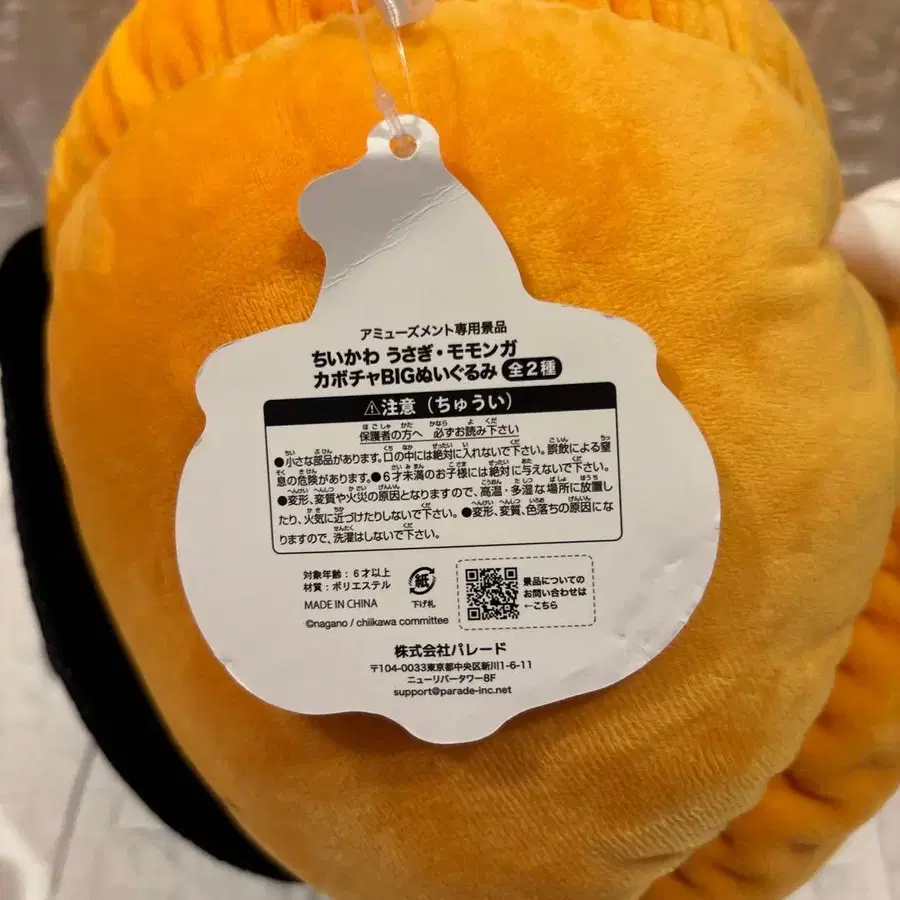 アミューズメント専用景品
ちいかわ うさぎ・モモンガ
カボチャBIGぬいぐるみ 全2種
⚠注意（ちゅうい）
保護者の方へ 必ずお読み下さい
●小さな部品があります。口の中には絶対に入れないで下さい。誤飲による窒
息の危険があります。●6才未満のお子様には絶対に与えないで下さい。
●変形、変質や火災の原因となりますので、高温・多湿な場所に放置し
たり、火気に近づけたりしないで下さい。●変形、変質、色落ちの原因にな
りますので、洗濯はしないで下さい。
対象年齢：6才以上
材質：ポリエステル
MADE IN CHINA
紙
下げ札
景品についての
お問い合わせは
←こちら
©nagano / chiikawa committee
株式会社パレード
〒104-0033東京都中央区新川1-6-11
ニューリバータワー8F
support@parade-inc.net